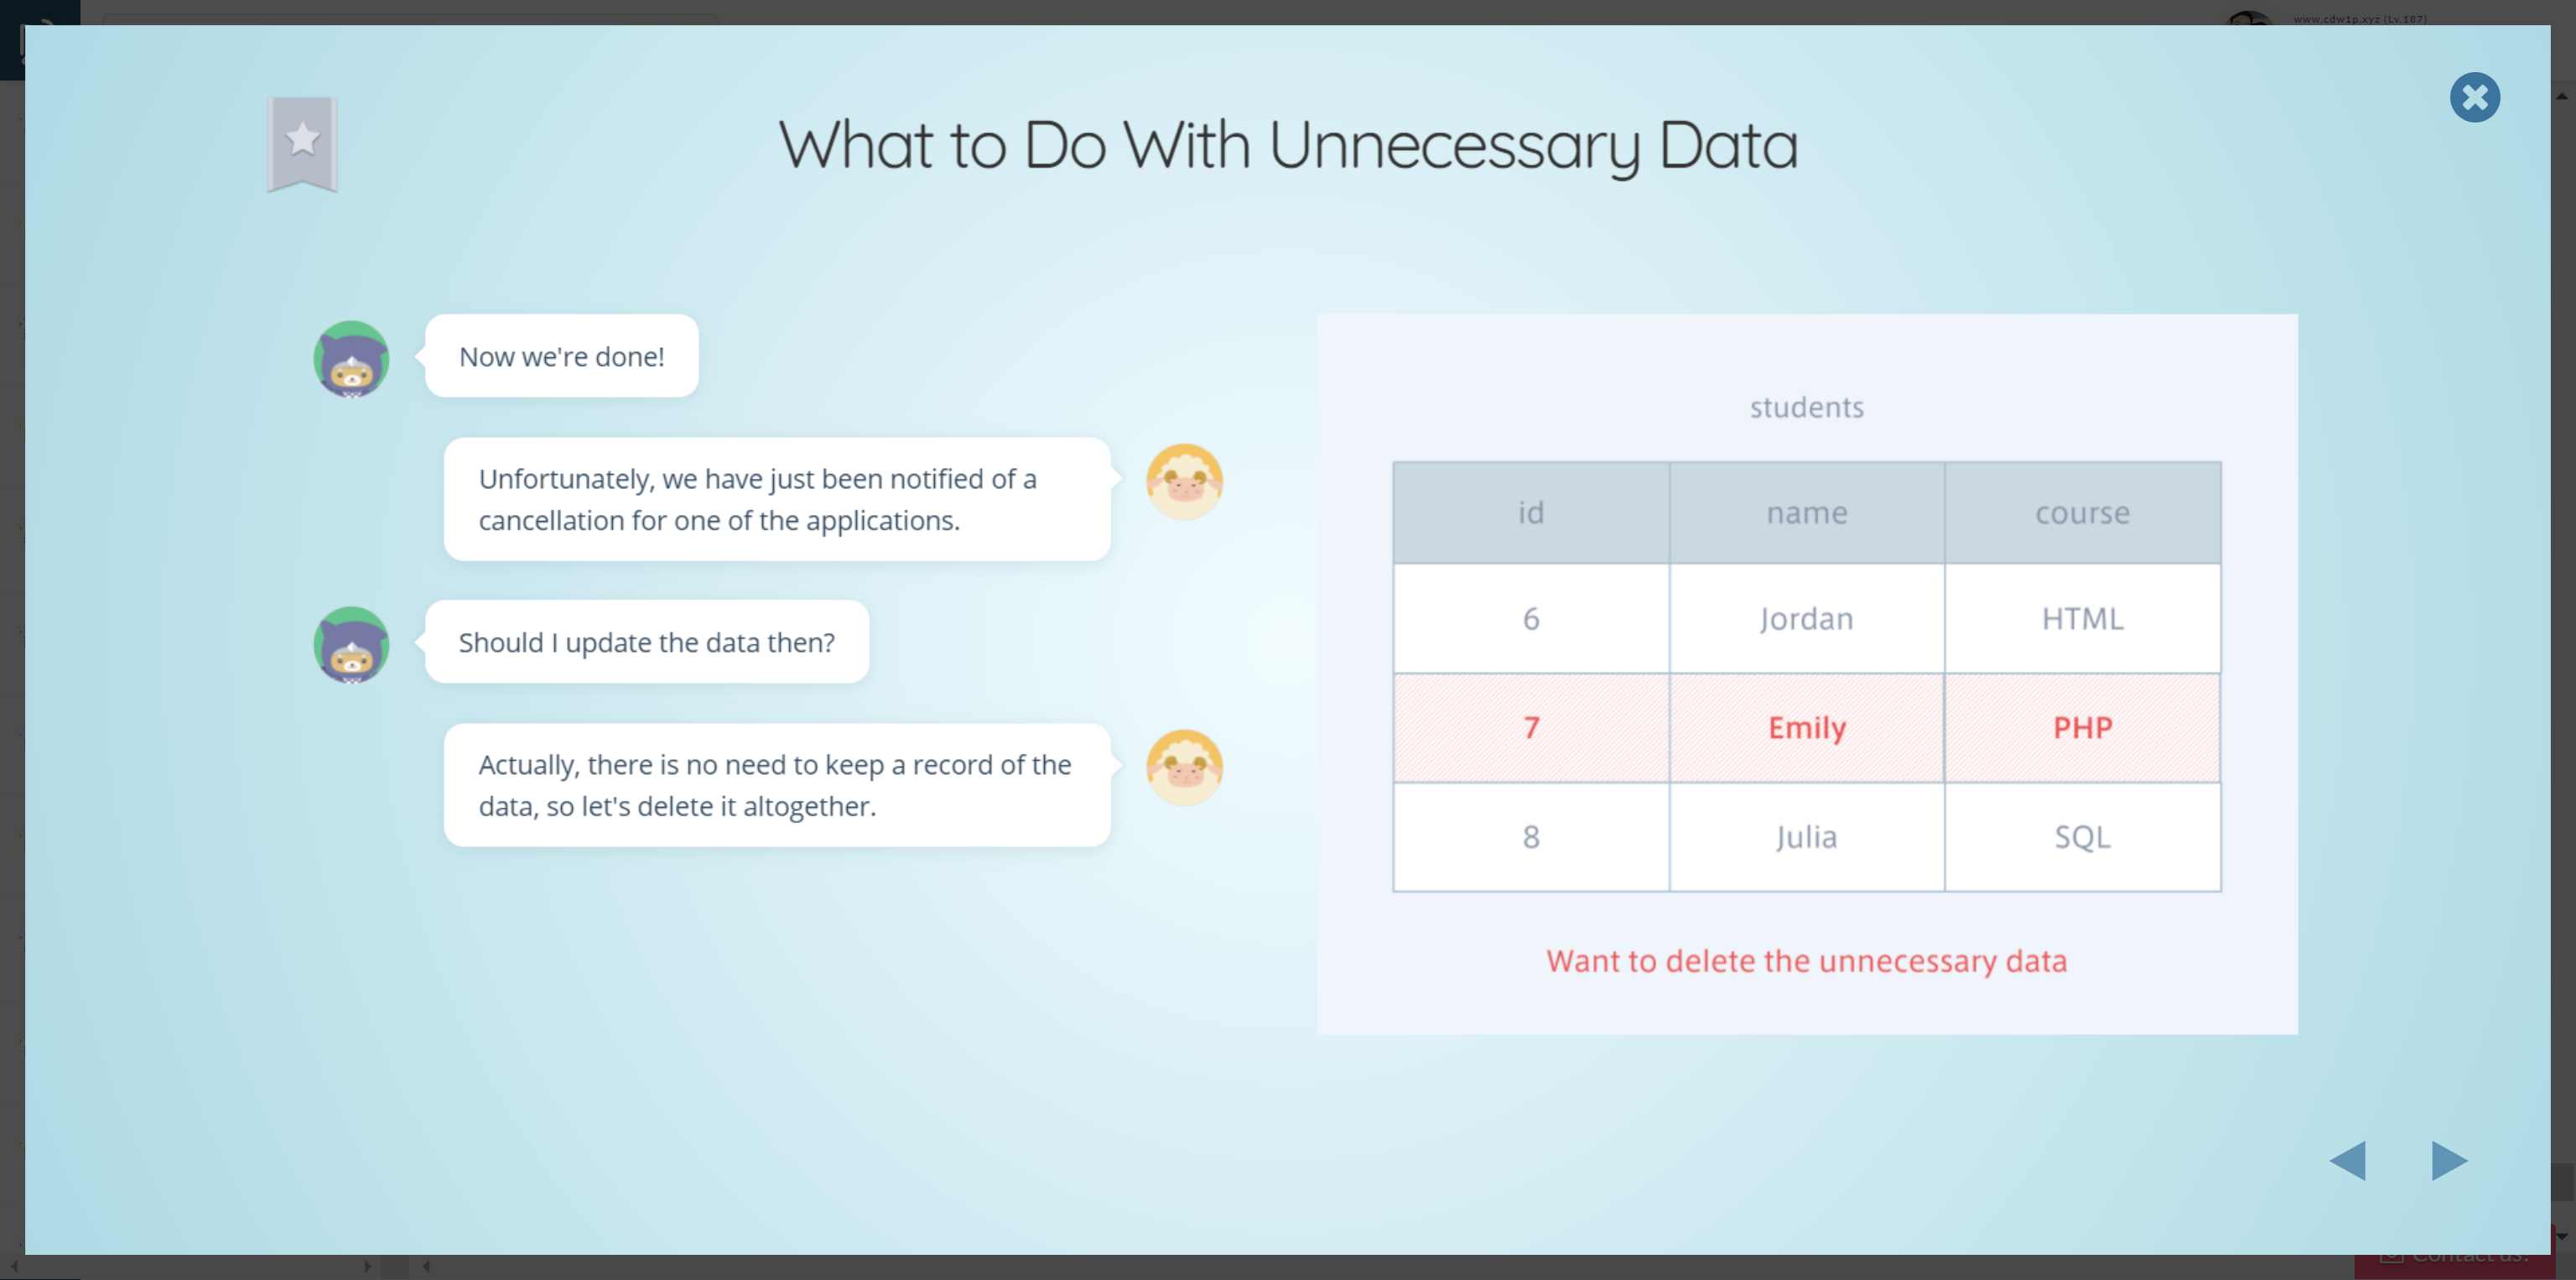 www.cdw1p.xyz (Lv.187)
What to Do With Unnecessary Data
Now we're done!
Unfortunately, we have just been notified of a
cancellation for one of the applications.
Should I update the data then?
Actually, there is no need to keep a record of the
data, so let's delete it altogether.
students
id name course
6 Jordan HTML
7 Emily PHP
8 Julia SQL
Want to delete the unnecessary data
Contact us!